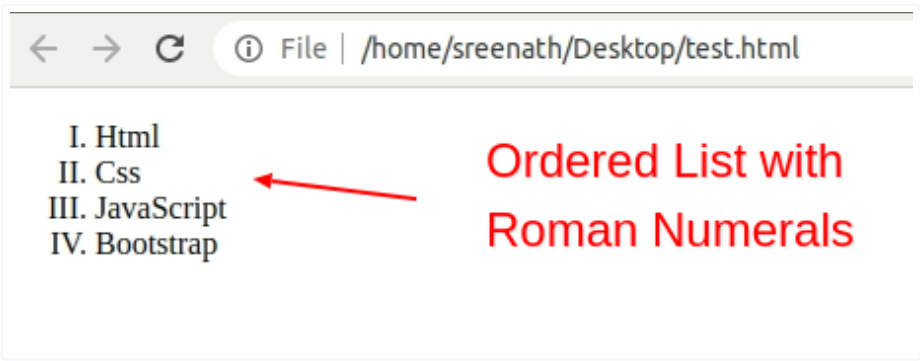 File | /home/sreenath/Desktop/test.html
I. Html
II. Css
III. JavaScript
IV. Bootstrap
Ordered List with
Roman Numerals